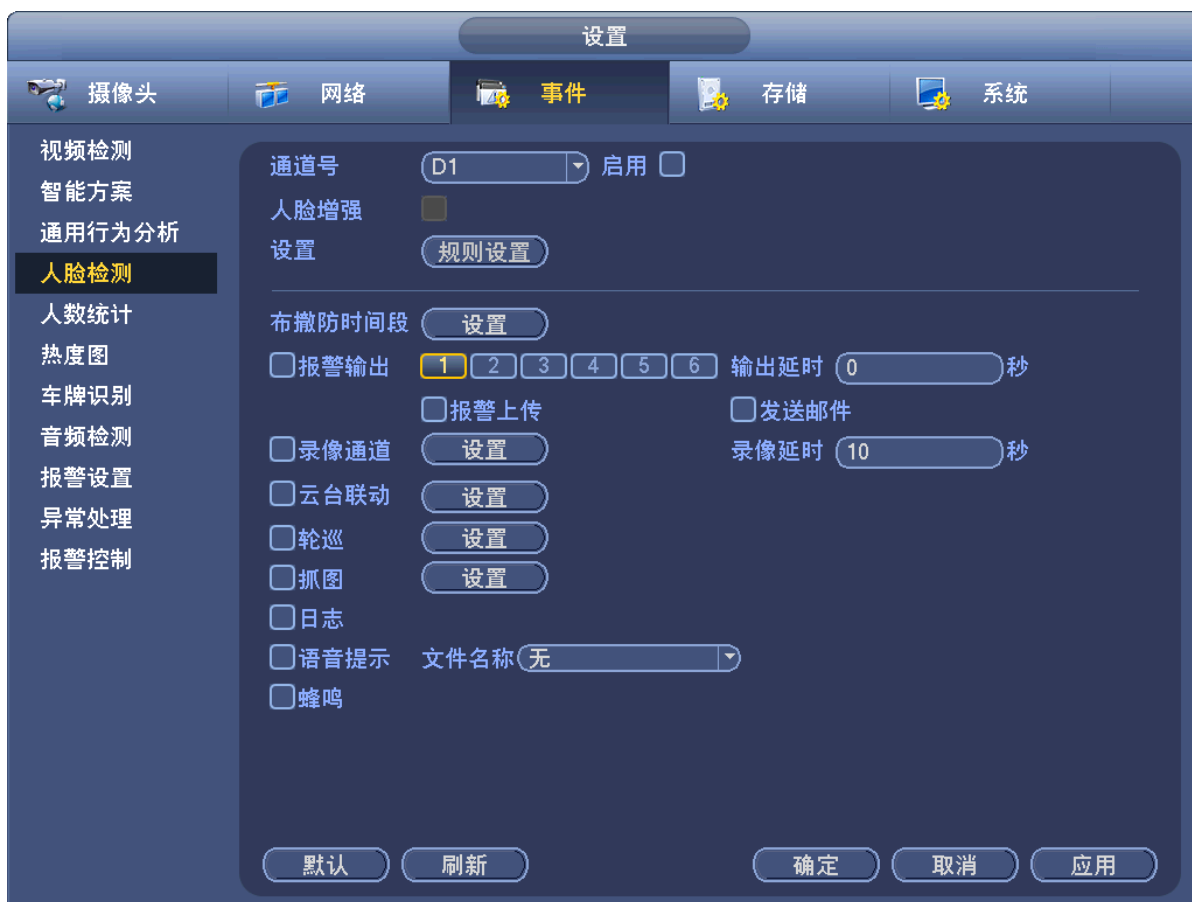 设置
摄像头 网络 事件 存储 系统
视频检测
智能方案
通用行为分析
人脸检测
人数统计
热度图
车牌识别
音频检测
报警设置
异常处理
报警控制
通道号 D1 启用
人脸增强
设置 规则设置
布撤防时间段 设置
报警输出 1 2 3 4 5 6 输出延时 0 秒
报警上传 发送邮件
录像通道 设置 录像延时 10 秒
云台联动 设置
轮巡 设置
抓图 设置
日志
语音提示 文件名称 无
蜂鸣
默认 刷新 确定 取消 应用